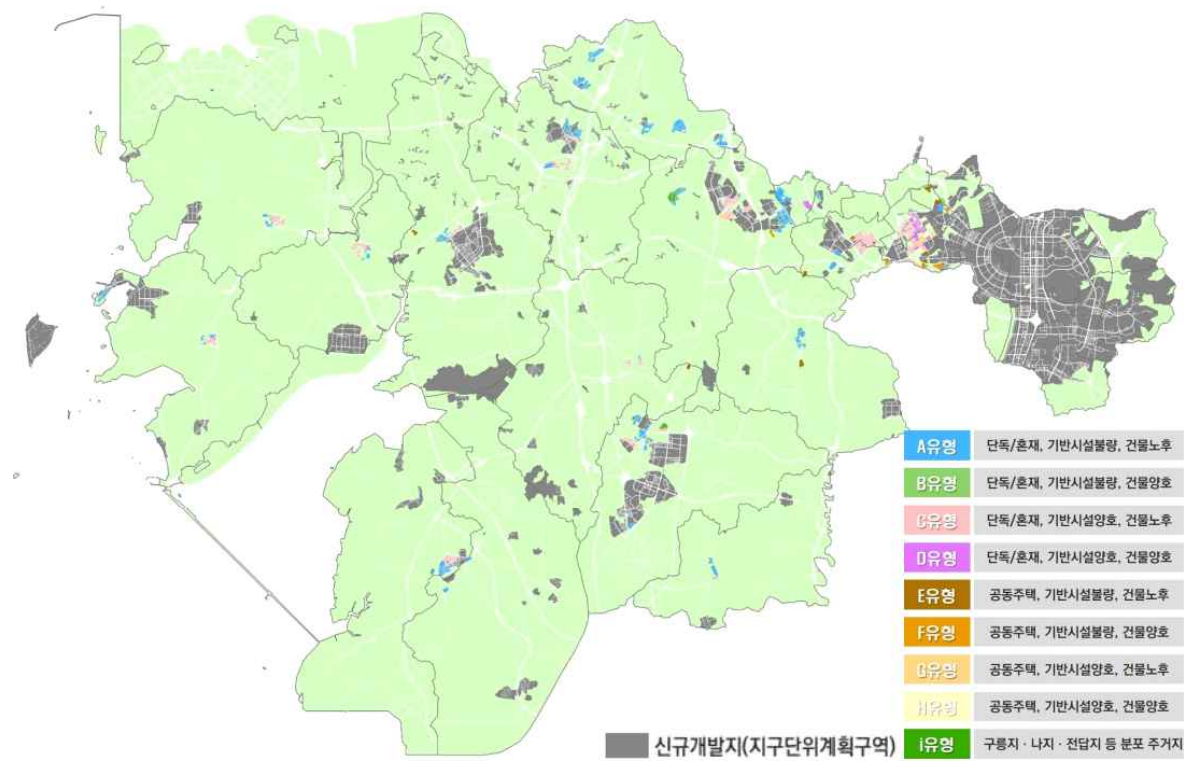 A유형 단독/혼재, 기반시설불량, 건물노후
B유형 단독/혼재, 기반시설불량, 건물양호
C유형 단독/혼재, 기반시설양호, 건물노후
D유형 단독/혼재, 기반시설양호, 건물양호
E유형 공동주택, 기반시설불량, 건물노후
F유형 공동주택, 기반시설불량, 건물양호
G유형 공동주택, 기반시설양호, 건물노후
H유형 공동주택, 기반시설양호, 건물양호
신규개발지(지구단위계획구역) i유형 구릉지 · 나지 · 전답지 등 분포 주거지